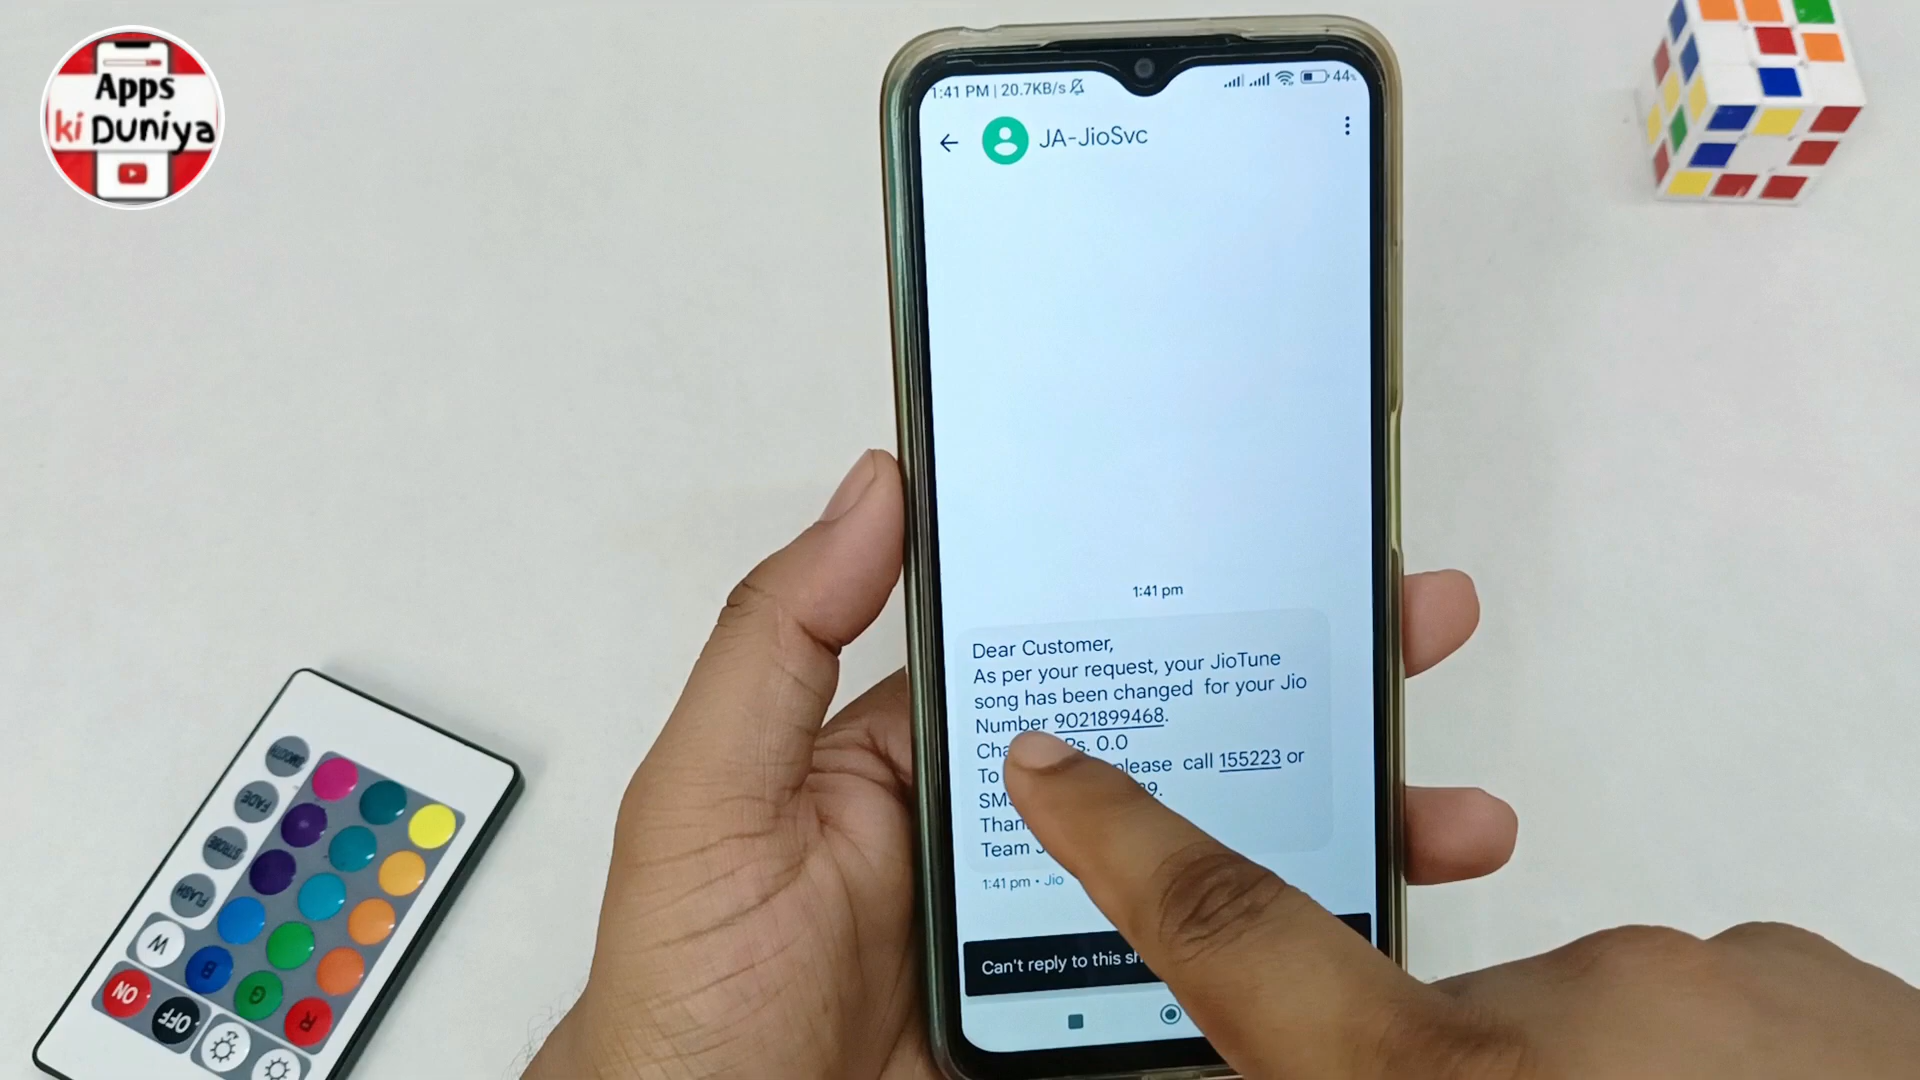 Apps
ki Duniya
1:41 PM | 20.7KB/s
44%
JA-JioSvc
1:41 pm
Dear Customer,
As per your request, your JioTune
song has been changed for your Jio
Number 9021899468.
Rs. 0.0
To please call 155223 or
Team
1:41 pm • Jio
Can't reply to this
SMOOTH
FADE
STROBE
FLASH
W
B
G
R
ON
OFF